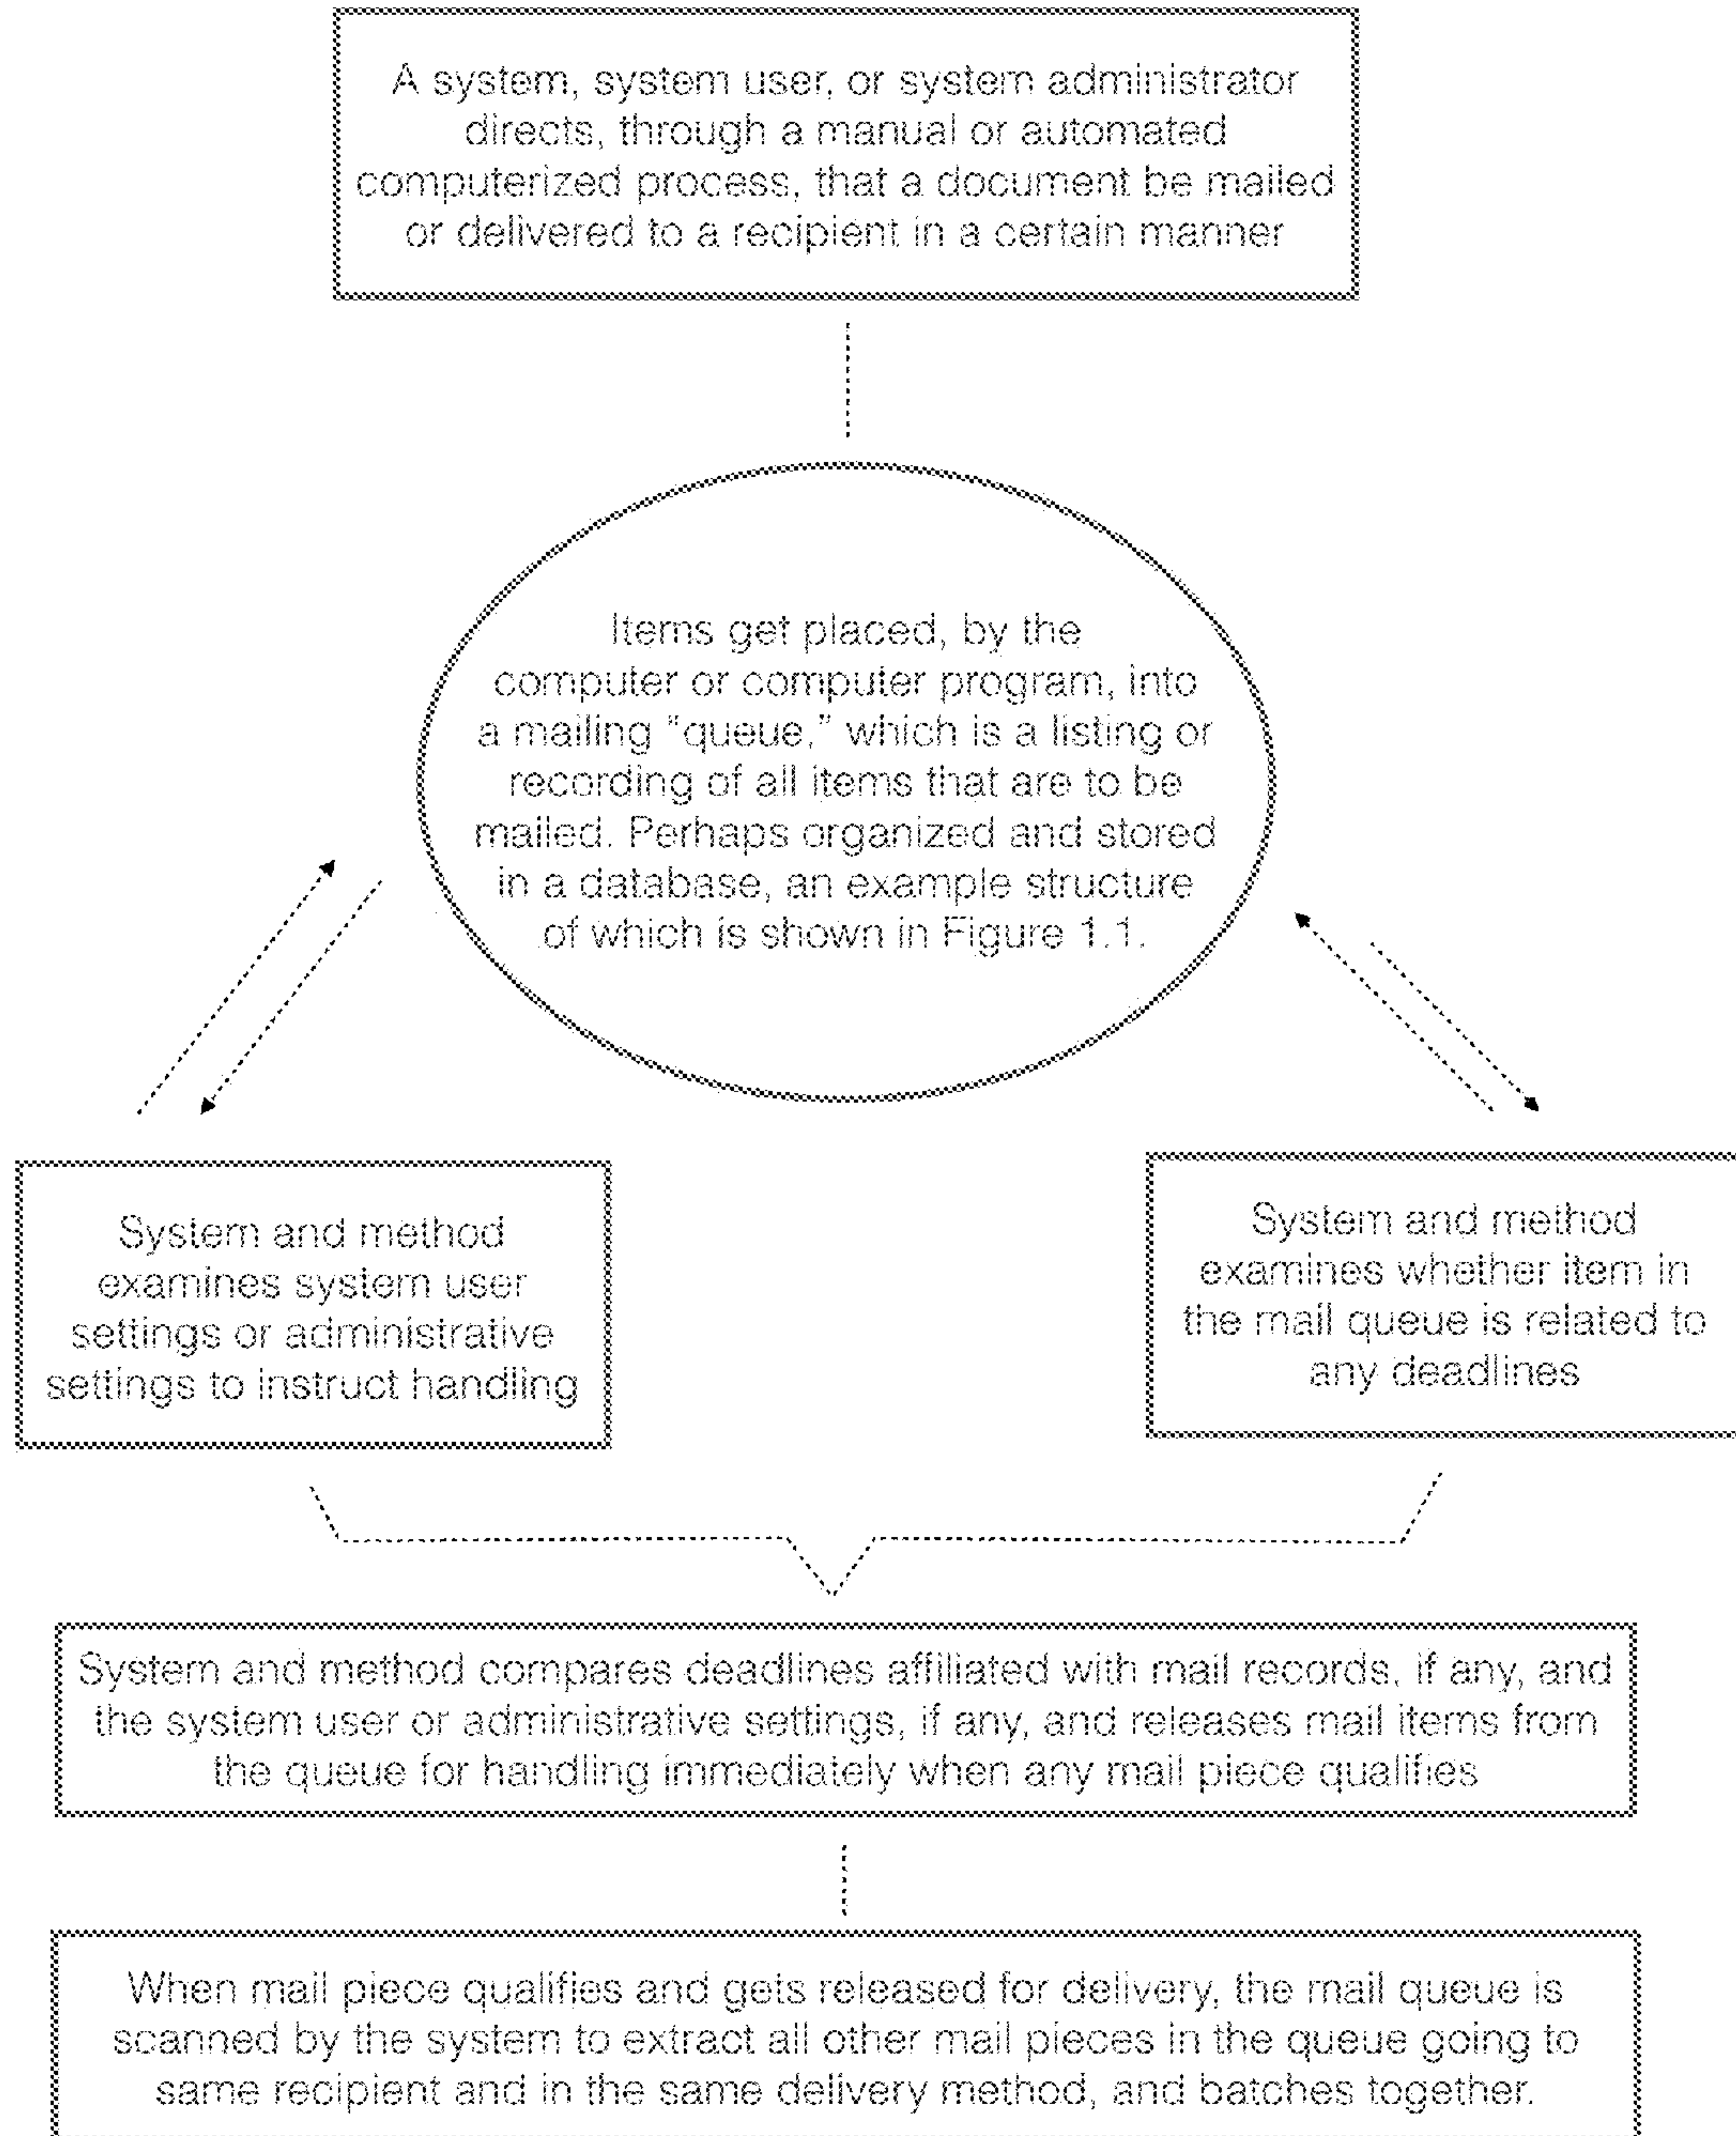 A system, system user, or system administrator
directs, through a manual or automated
computerized process, that a document be mailed
or delivered to a recipient in a certain manner
Items get placed, by the
computer or computer program, into
a mailing "queue," which is a listing or
recording of all items that are to be
mailed. Perhaps organized and stored
in a database, an example structure
of which is shown in Figure 1.1.
System and method
examines system user
settings or administrative
settings to instruct handling
System and method
examines whether item in
the mail queue is related to
any deadlines
System and method compares deadlines affiliated with mail records, if any, and
the system user or administrative settings, if any, and releases mail items from
the queue for handling immediately when any mail piece qualifies
When mail piece qualifies and gets released for delivery, the mail queue is
scanned by the system to extract all other mail pieces in the queue going to
same recipient and in the same delivery method, and batches together.